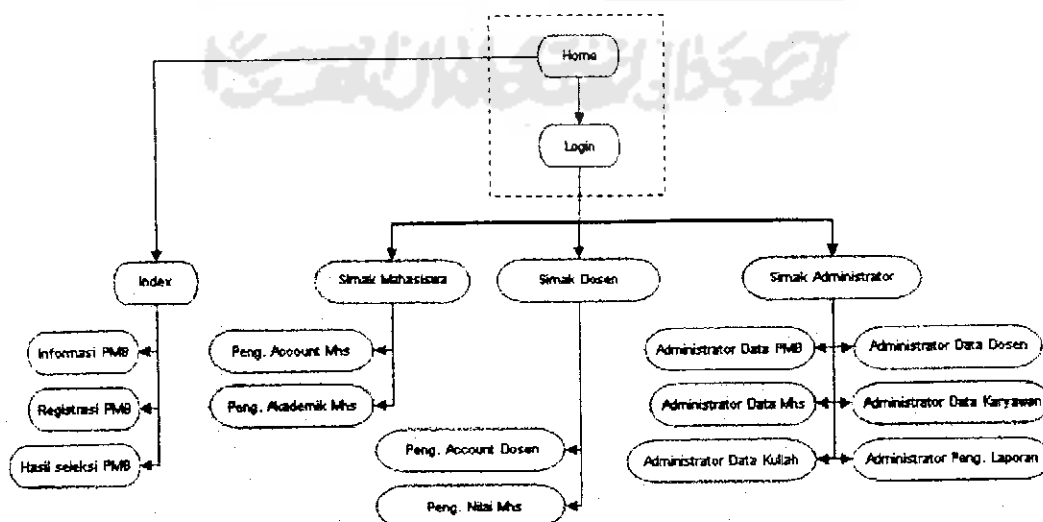 Home
Login
Index
Simak Mahasiswa
Simak Dosen
Simak Administrator
Informasi PMB
Registrasi PMB
Hasil seleksi PMB
Peng. Account Mhs
Peng. Akademik Mhs
Peng. Account Dosen
Peng. Nilai Mhs
Administrator Data PMB
Administrator Data Dosen
Administrator Data Mhs
Administrator Data Karyawan
Administrator Data Kuliah
Administrator Peng. Laporan